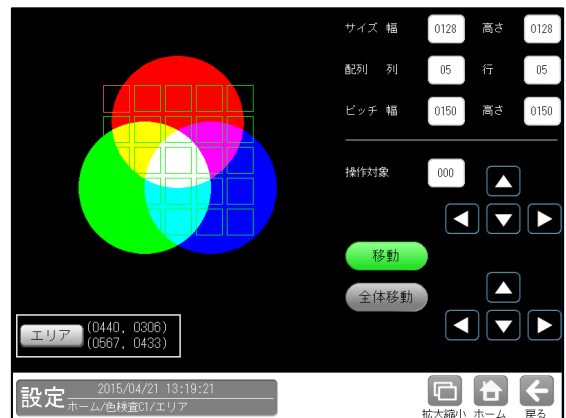 サイズ 幅 0128 高さ 0128
配列 列 05 行 05
ピッチ 幅 0150 高さ 0150
操作対象 000
移動
全体移動
エリア (0440, 0306)
(0567, 0433)
設定 2015/04/21 13:19:21
ホーム/色検査C1/エリア
拡大縮小 ホーム 戻る